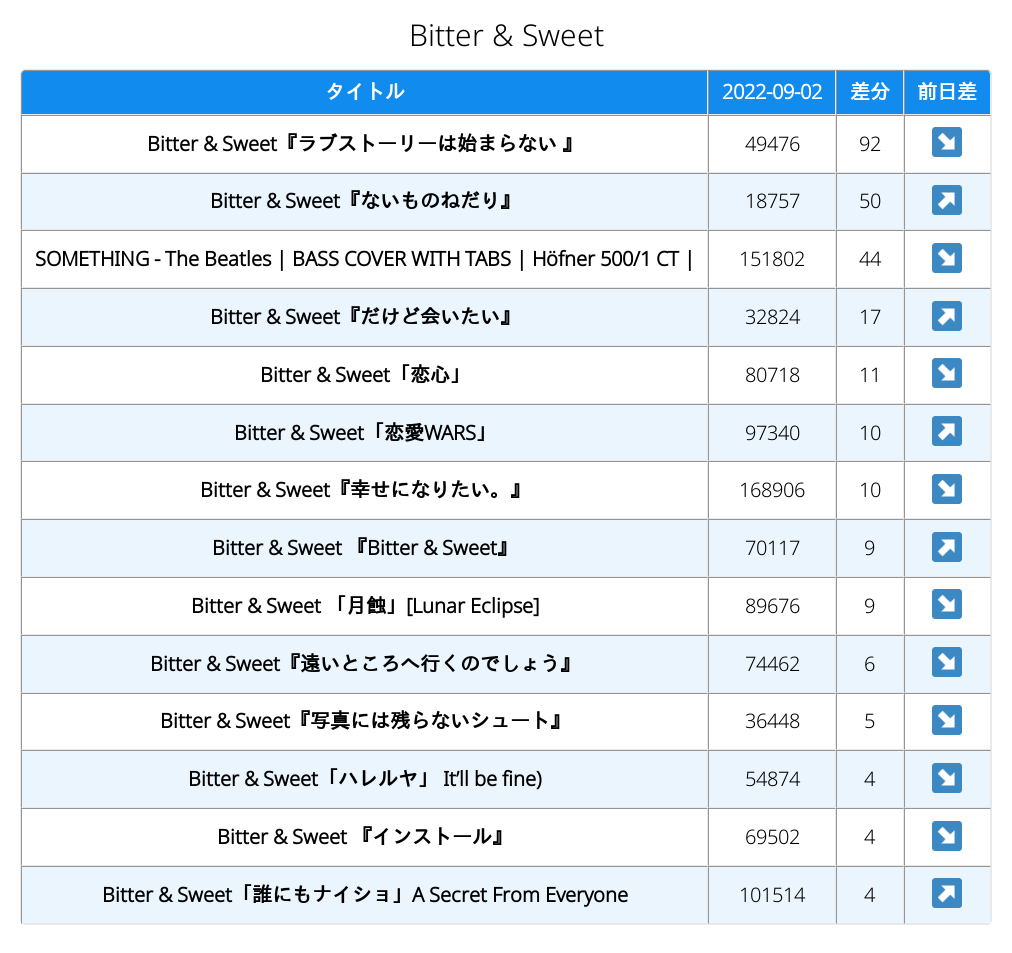 Bitter & Sweet
タイトル 2022-09-02 差分 前日差
Bitter & Sweet『ラブストーリーは始まらない 』 49476 92 ↘
Bitter & Sweet『ないものねだり』 18757 50 ↗
SOMETHING - The Beatles | BASS COVER WITH TABS | Höfner 500/1 CT | 151802 44 ↘
Bitter & Sweet『だけど会いたい』 32824 17 ↗
Bitter & Sweet「恋心」 80718 11 ↘
Bitter & Sweet「恋愛WARS」 97340 10 ↗
Bitter & Sweet『幸せになりたい。』 168906 10 ↘
Bitter & Sweet 『Bitter & Sweet』 70117 9 ↗
Bitter & Sweet 「月蝕」[Lunar Eclipse] 89676 9 ↘
Bitter & Sweet『遠いところへ行くのでしょう』 74462 6 ↘
Bitter & Sweet『写真には残らないシュート』 36448 5 ↘
Bitter & Sweet「ハレルヤ」 It’ll be fine) 54874 4 ↘
Bitter & Sweet 『インストール』 69502 4 ↘
Bitter & Sweet「誰にもナイショ」A Secret From Everyone 101514 4 ↗